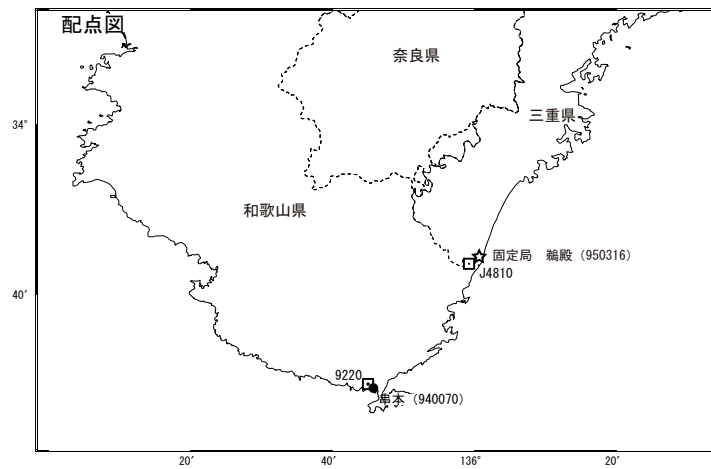 配点図
奈良県
三重県
34°
和歌山県
固定局 鵜殿（950316）
J4810
40′
9220
串本（940070）
20′
40′
136°
20′